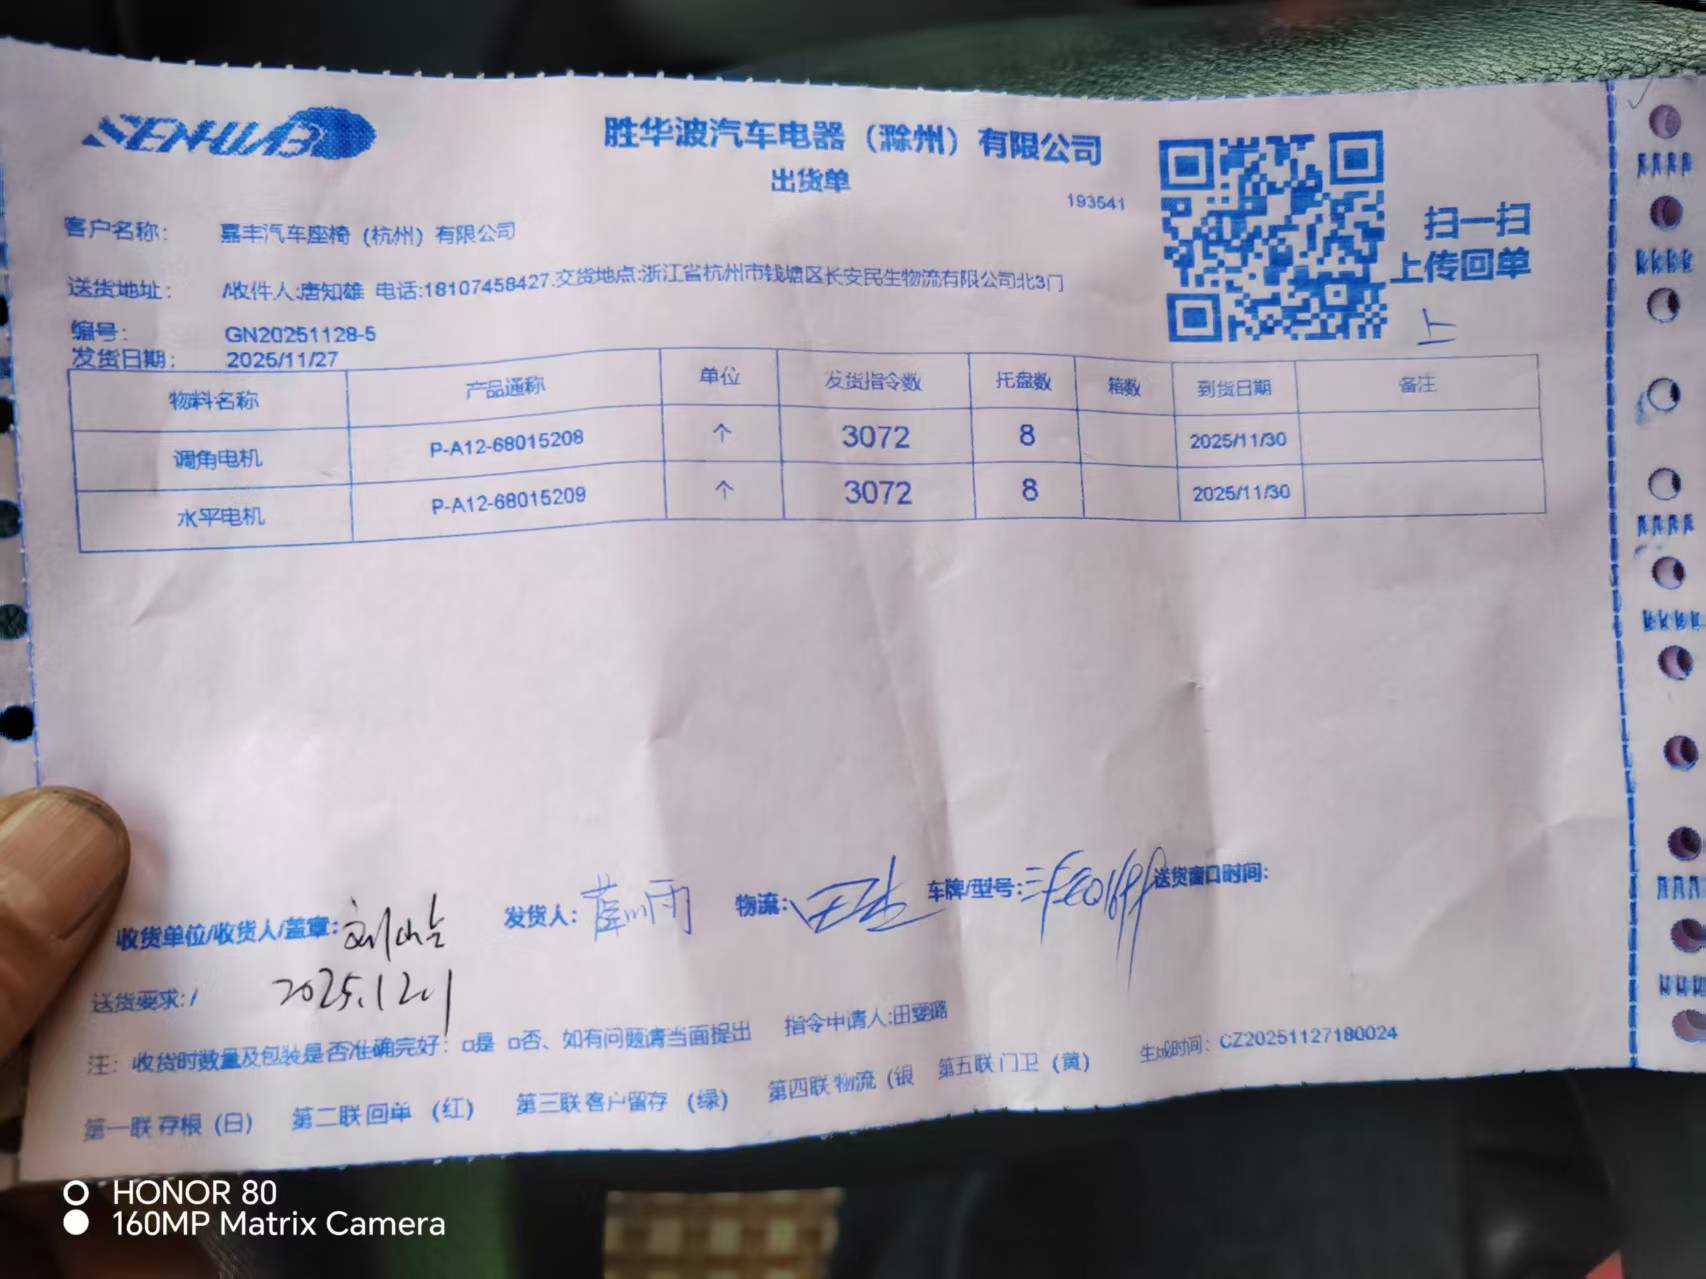 SENHUABO
胜华波汽车电器（滁州）有限公司
出货单
193541
扫一扫
上传回单
上
客户名称： 嘉丰汽车座椅（杭州）有限公司
送货地址： /收件人:唐知雄 电话:18107458427.交货地点:浙江省杭州市钱塘区长安民生物流有限公司北3门
编号： GN20251128-5
发货日期： 2025/11/27
物料名称 产品通称 单位 发货指令数 托盘数 箱数 到货日期 备注
调角电机 P-A12-68015208 个 3072 8 2025/11/30
水平电机 P-A12-68015209 个 3072 8 2025/11/30
收货单位/收货人/盖章： 发货人： 薛雨 物流： 车牌/型号： 送货窗口时间：
送货要求：/ 2025.12.1
注：收货时数量及包装是否准确完好：□是 □否、如有问题请当面提出 指令申请人:田雯璐
生成时间：CZ20251127180024
第一联存根（白） 第二联回单（红） 第三联客户留存（绿） 第四联物流（银 第五联门卫（黄）
HONOR 80
160MP Matrix Camera